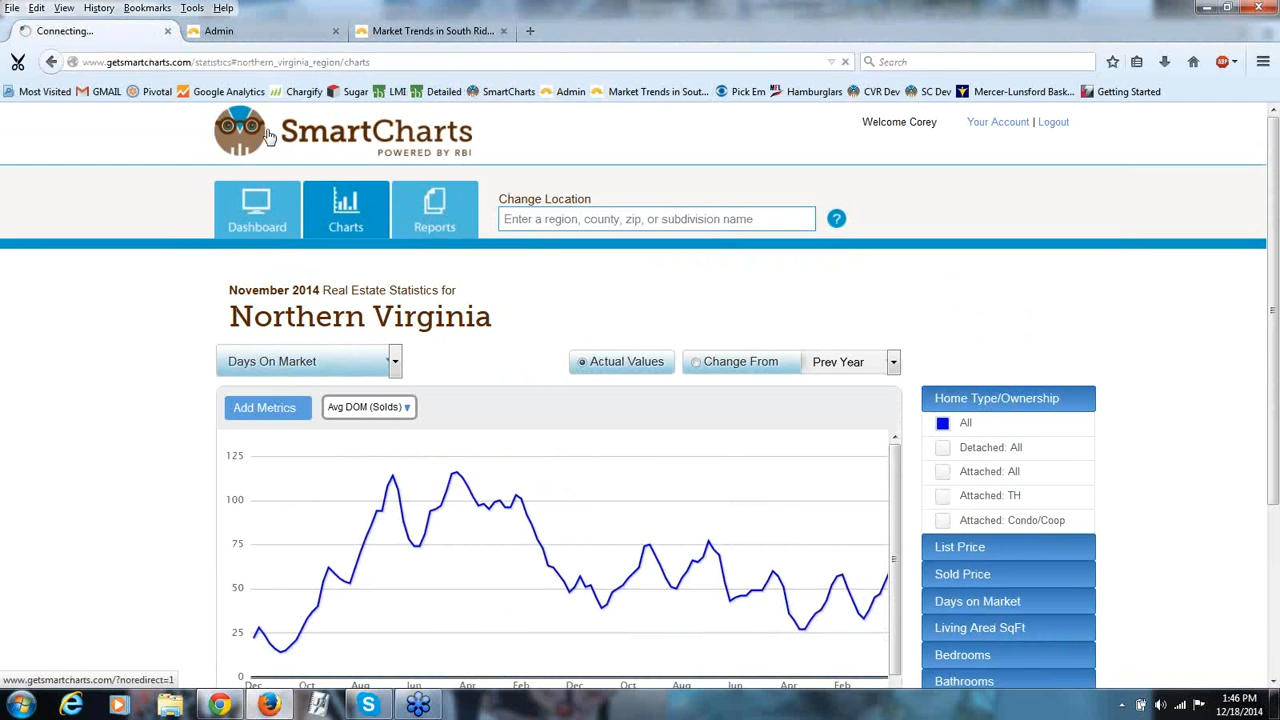 File Edit View History Bookmarks Tools Help
Connecting... × Admin × Market Trends in South Rid... × +
www.getsmartcharts.com/statistics#northern_virginia_region/charts Search
Most Visited GMAIL Pivotal Google Analytics Chargify Sugar LMI Detailed SmartCharts Admin Market Trends in Sout... Pick Em Hamburglars CVR Dev SC Dev Mercer-Lunsford Bask... Getting Started
SmartCharts
POWERED BY RBI
Welcome Corey Your Account | Logout
Dashboard Charts Reports
Change Location
Enter a region, county, zip, or subdivision name ?
November 2014 Real Estate Statistics for
Northern Virginia
Days On Market Actual Values Change From Prev Year
Add Metrics Avg DOM (Solds)
Home Type/Ownership
All
Detached: All
Attached: All
Attached: TH
Attached: Condo/Coop
List Price
Sold Price
Days on Market
Living Area SqFt
Bedrooms
Bathrooms
125
100
75
50
25
0
Dec Oct Aug Jun Apr Feb Dec Oct Aug Jun Apr Feb
www.getsmartcharts.com/?noredirect=1
1:46 PM
12/18/2014